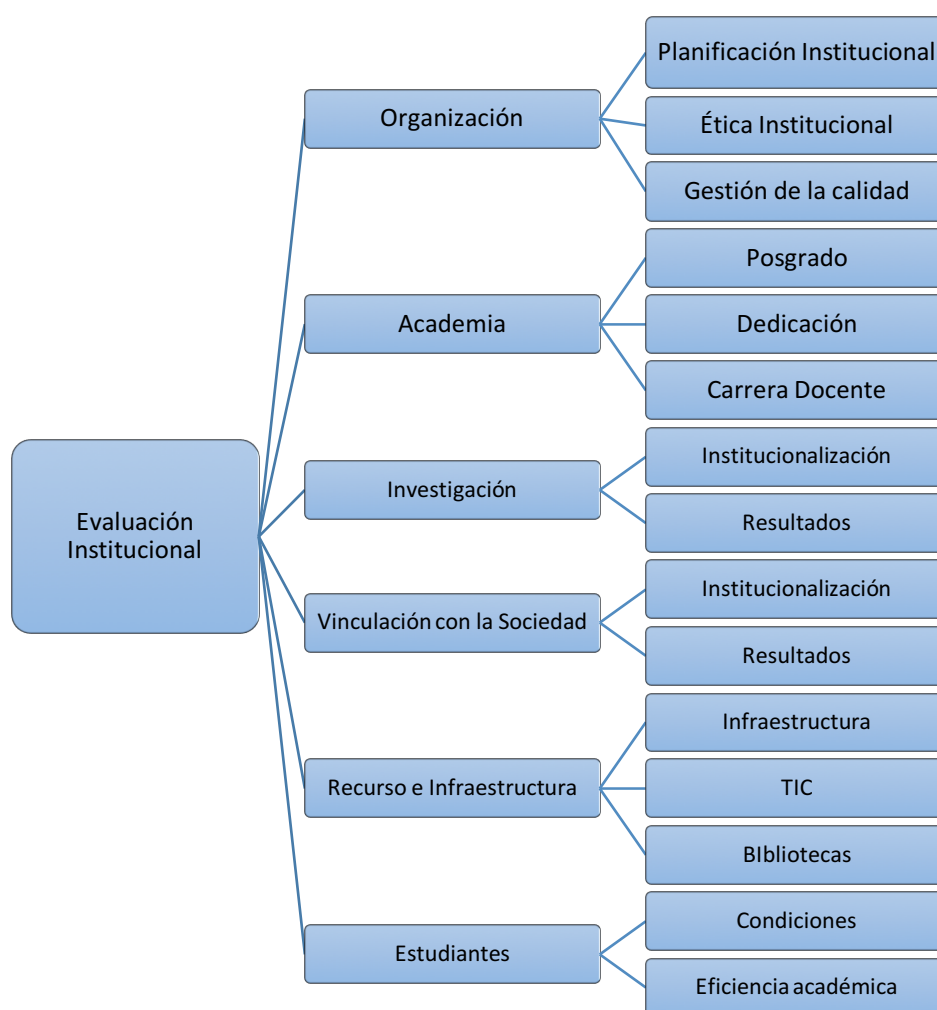 Evaluación
Institucional
Organización
Planificación Institucional
Ética Institucional
Gestión de la calidad
Academia
Posgrado
Dedicación
Carrera Docente
Investigación
Institucionalización
Resultados
Vinculación con la Sociedad
Institucionalización
Resultados
Recurso e Infraestructura
Infraestructura
TIC
BIbliotecas
Estudiantes
Condiciones
Eficiencia académica